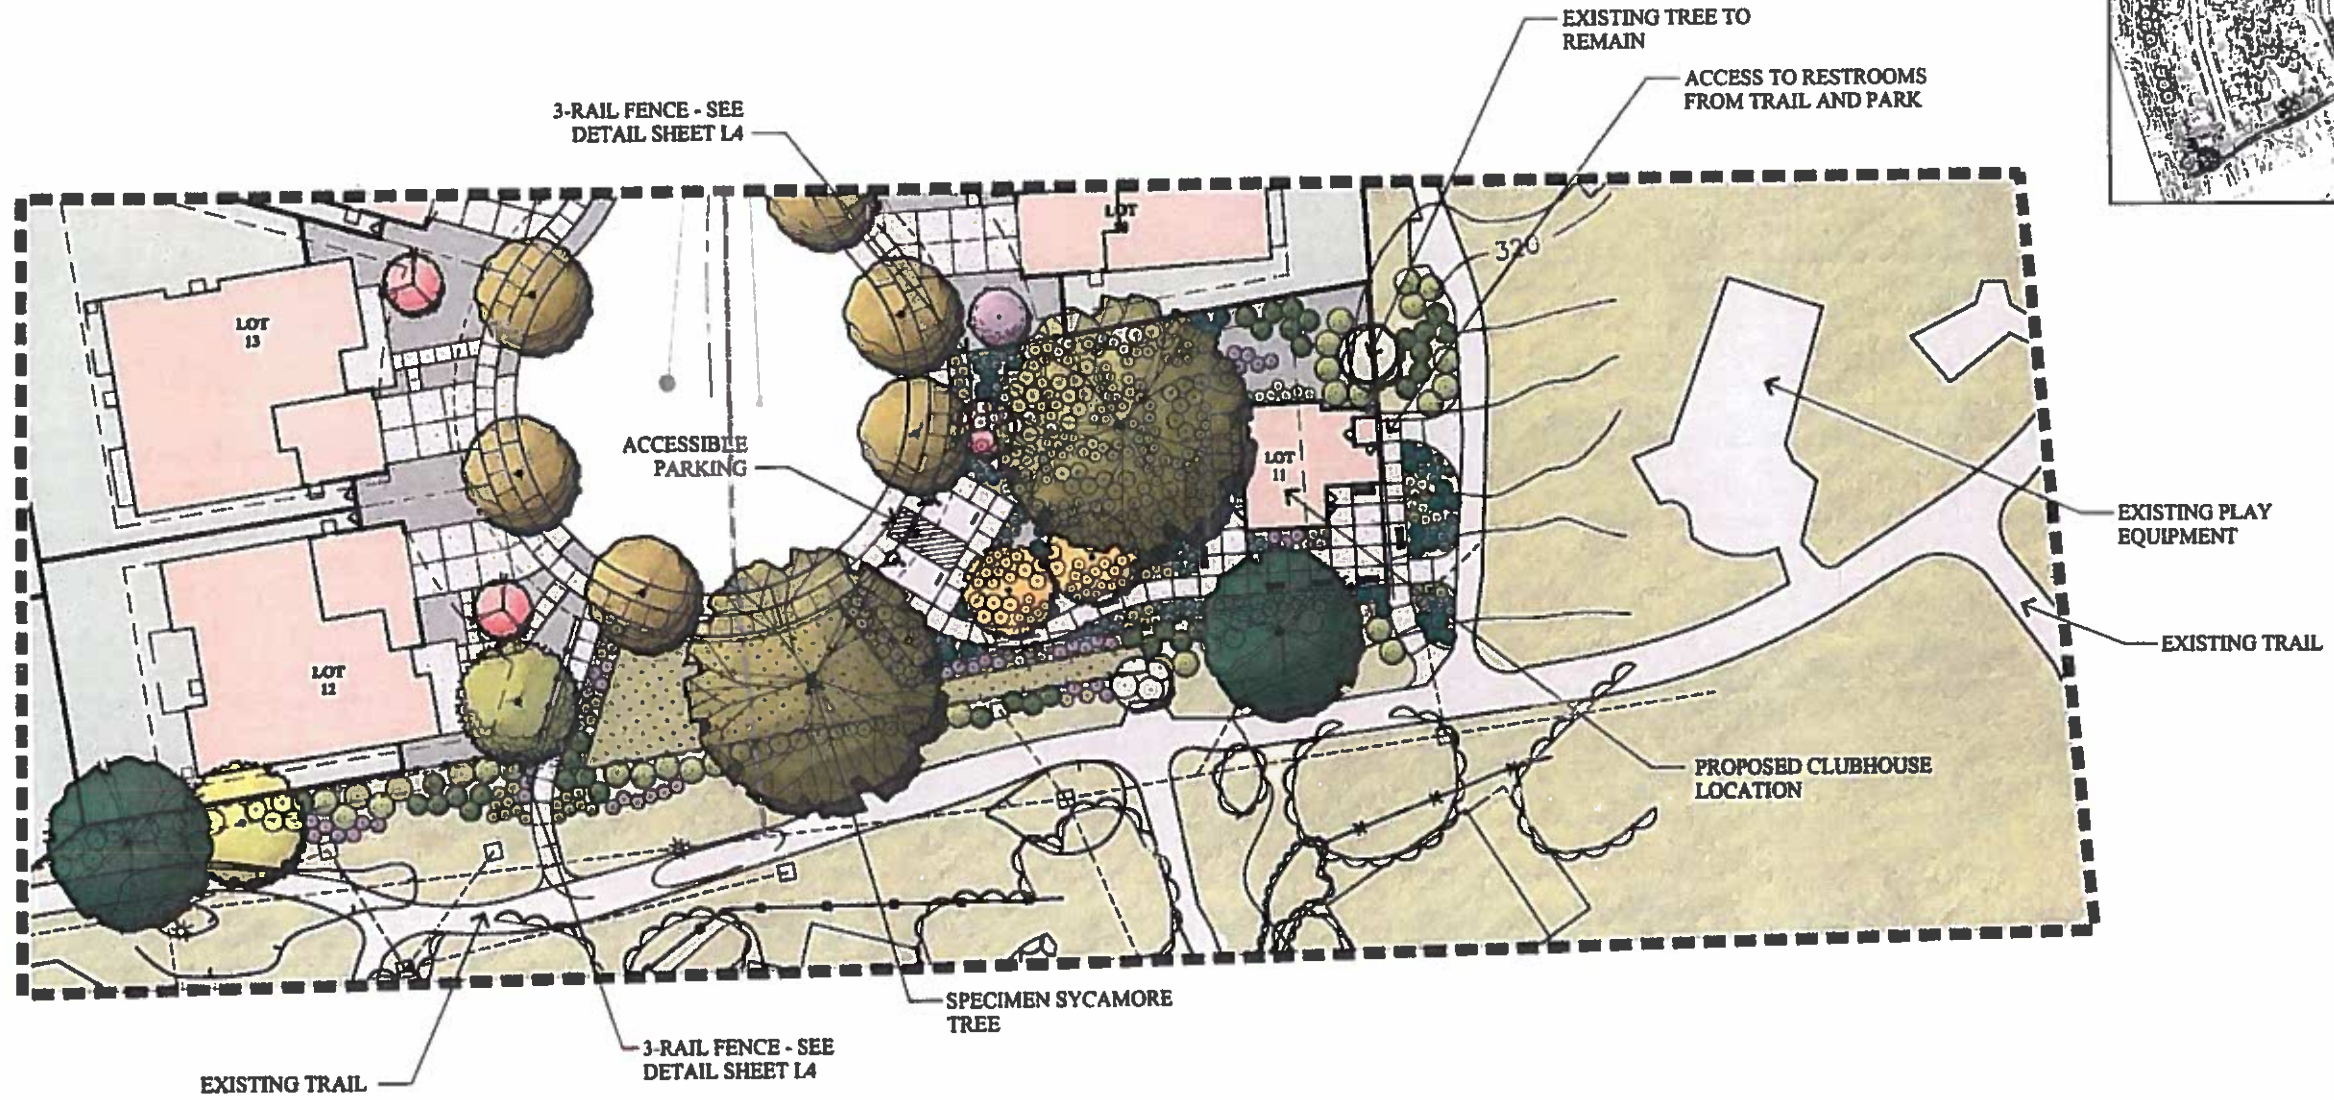 EXISTING TREE TO
REMAIN
ACCESS TO RESTROOMS
FROM TRAIL AND PARK
3-RAIL FENCE - SEE
DETAIL SHEET L4
LOT
320
LOT
13
ACCESSIBLE
PARKING
LOT
11
EXISTING PLAY
EQUIPMENT
EXISTING TRAIL
LOT
12
PROPOSED CLUBHOUSE
LOCATION
SPECIMEN SYCAMORE
TREE
3-RAIL FENCE - SEE
DETAIL SHEET L4
EXISTING TRAIL